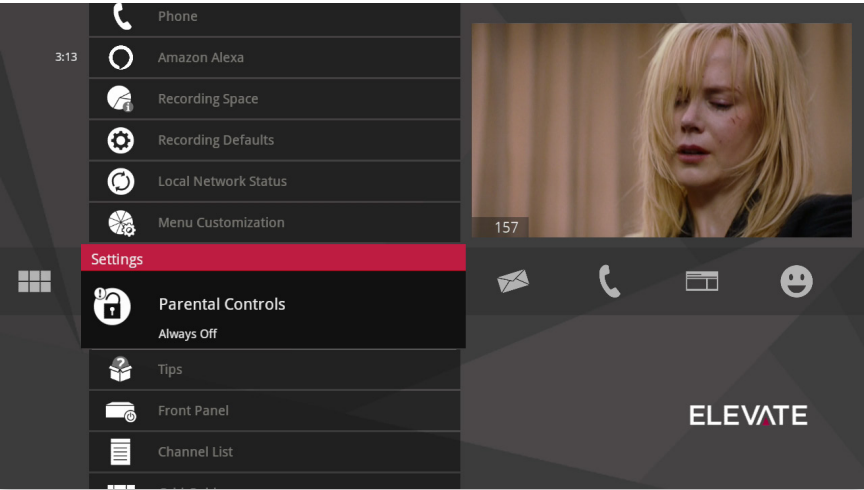 Phone
3:13
Amazon Alexa
Recording Space
Recording Defaults
Local Network Status
Menu Customization
157
Settings
Parental Controls
Always Off
Tips
Front Panel
ELEVATE
Channel List